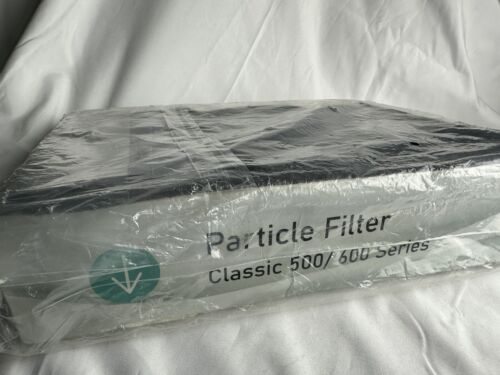 Particle Filter
Classic 500/ 600 Series